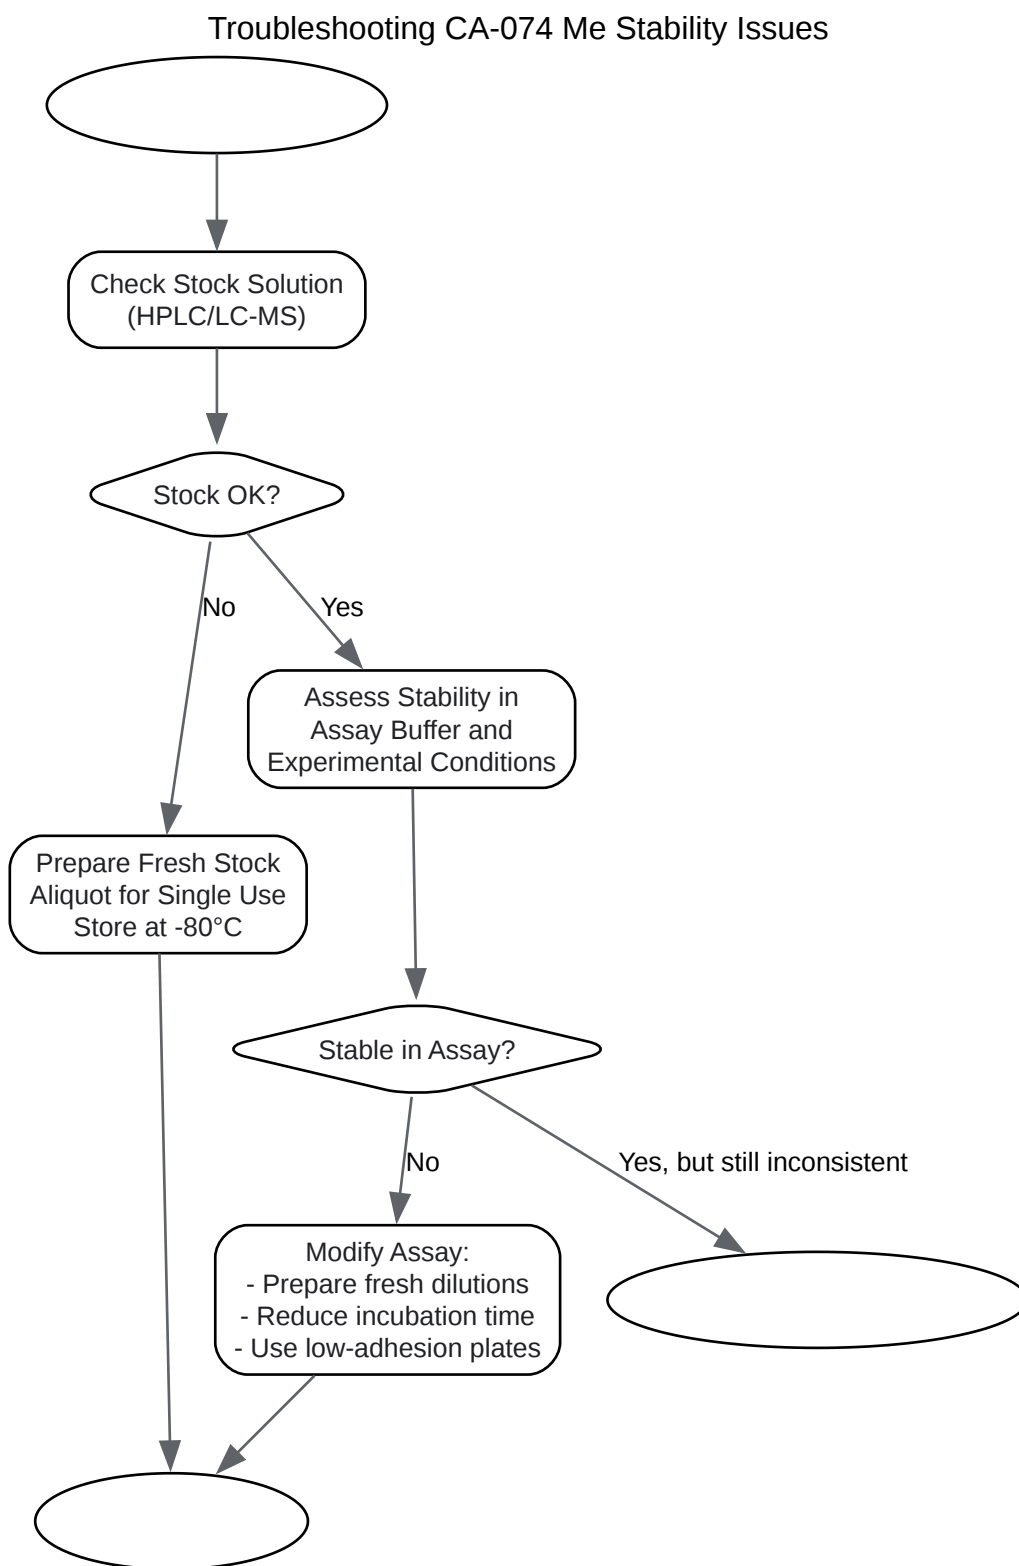 Troubleshooting CA-074 Me Stability Issues
Check Stock Solution
(HPLC/LC-MS)
Stock OK?
No
Yes
Assess Stability in
Assay Buffer and
Experimental Conditions
Prepare Fresh Stock
Aliquot for Single Use
Store at -80°C
Stable in Assay?
No
Yes, but still inconsistent
Modify Assay:
- Prepare fresh dilutions
- Reduce incubation time
- Use low-adhesion plates